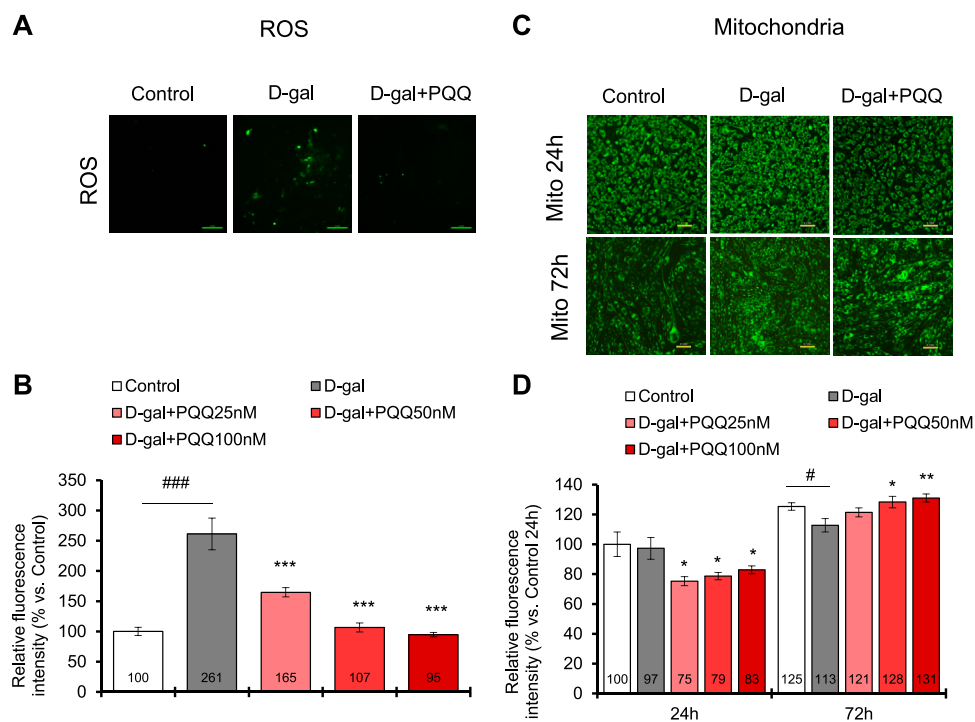 A
ROS
Control
D-gal
D-gal+PQQ
ROS
B
Control
D-gal
D-gal+PQQ25nM
D-gal+PQQ50nM
D-gal+PQQ100nM
Relative fluorescence
intensity (% vs. Control)
350
300
250
200
150
100
50
0
###
***
***
***
100
261
165
107
95
C
Mitochondria
Control
D-gal
D-gal+PQQ
Mito 24h
Mito 72h
D
Control
D-gal
D-gal+PQQ25nM
D-gal+PQQ50nM
D-gal+PQQ100nM
Relative fluorescence
intensity (% vs. Control 24h)
140
120
100
80
60
40
20
0
*
*
*
#
*
**
100
97
75
79
83
125
113
121
128
131
24h
72h